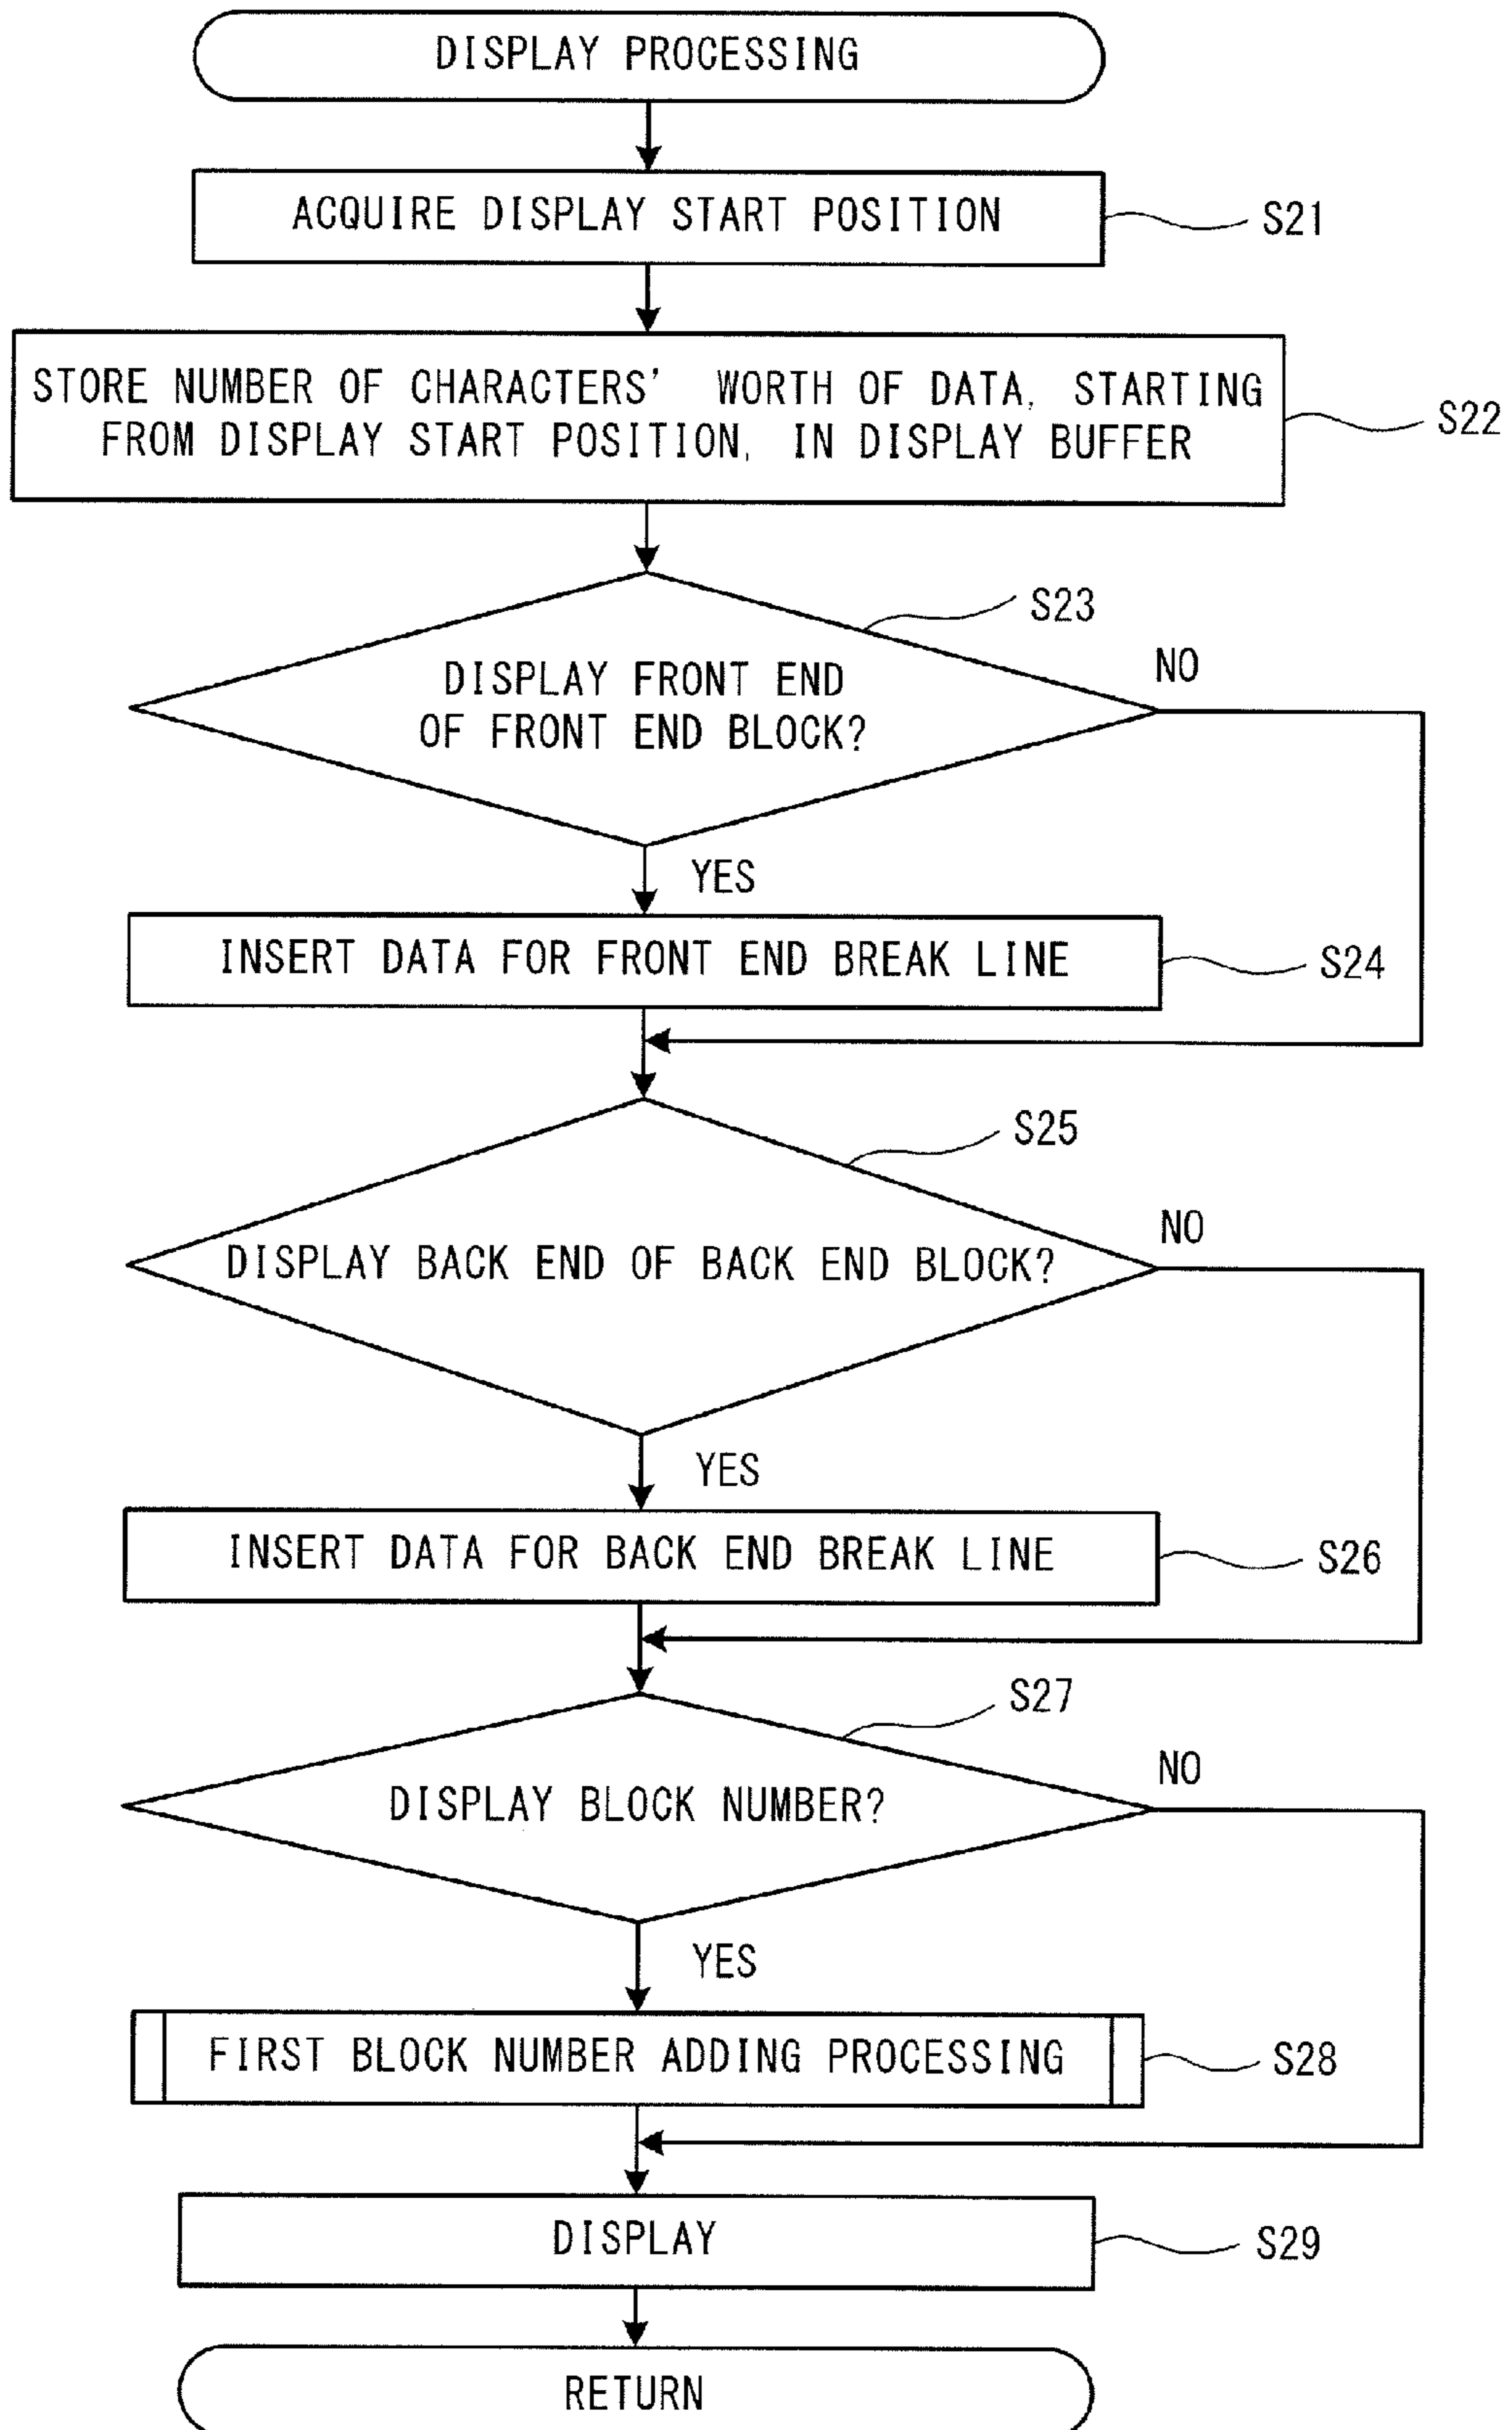 DISPLAY PROCESSING
ACQUIRE DISPLAY START POSITION
S21
STORE NUMBER OF CHARACTERS' WORTH OF DATA, STARTING
FROM DISPLAY START POSITION, IN DISPLAY BUFFER
S22
S23
DISPLAY FRONT END
OF FRONT END BLOCK?
NO
YES
INSERT DATA FOR FRONT END BREAK LINE
S24
S25
DISPLAY BACK END OF BACK END BLOCK?
NO
YES
INSERT DATA FOR BACK END BREAK LINE
S26
S27
DISPLAY BLOCK NUMBER?
NO
YES
FIRST BLOCK NUMBER ADDING PROCESSING
S28
DISPLAY
S29
RETURN